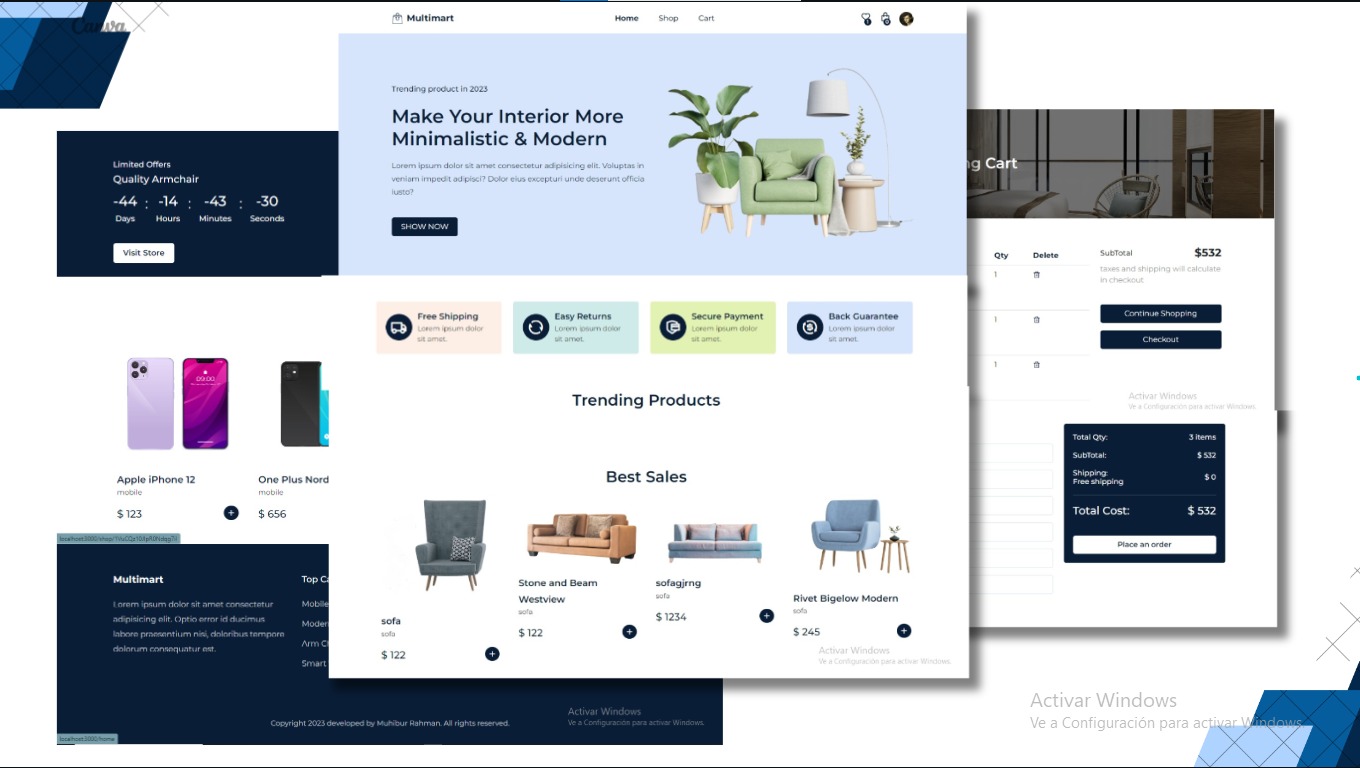 Canva
Multimart
Home
Shop
Cart
Trending product in 2023
Make Your Interior More
Minimalistic & Modern
Lorem ipsum dolor sit amet consectetur adipisicing elit. Voluptas in
veniam impedit adipisci? Dolor eius excepturi unde deserunt officia
iusto?
SHOW NOW
Limited Offers
Quality Armchair
-44 : -14 : -43 : -30
Days Hours Minutes Seconds
Visit Store
Free Shipping
Lorem ipsum dolor
sit amet.
Easy Returns
Lorem ipsum dolor
sit amet.
Secure Payment
Lorem ipsum dolor
sit amet.
Back Guarantee
Lorem ipsum dolor
sit amet.
Trending Products
Best Sales
sofa
sofa
$ 122
Stone and Beam
Westview
sofa
$ 122
sofagjrng
sofa
$ 1234
Rivet Bigelow Modern
sofa
$ 245
Activar Windows
Ve a Configuración para activar Windows.
09:00
Apple iPhone 12
mobile
$ 123
One Plus Nord
mobile
$ 656
Multimart
Lorem ipsum dolor sit amet consectetur
adipisicing elit. Optio error id ducimus
labore praesentium nisi, doloribus tempore
dolorum consequatur est.
Top Ca
Mobile
Moder
Arm Ch
Smart
Copyright 2023 developed by Muhibur Rahman. All rights reserved.
Activar Windows
Ve a Configuración para activar Windows.
localhost:3000/home
ng Cart
Qty Delete
1
1
1
SubTotal $532
taxes and shipping will calculate
in checkout
Continue Shopping
Checkout
Activar Windows
Ve a Configuración para activar Windows.
Total Qty: 3 items
SubTotal: $ 532
Shipping:
Free shipping
$ 0
Total Cost: $ 532
Place an order
Activar Windows
Ve a Configuración para activar Windows.